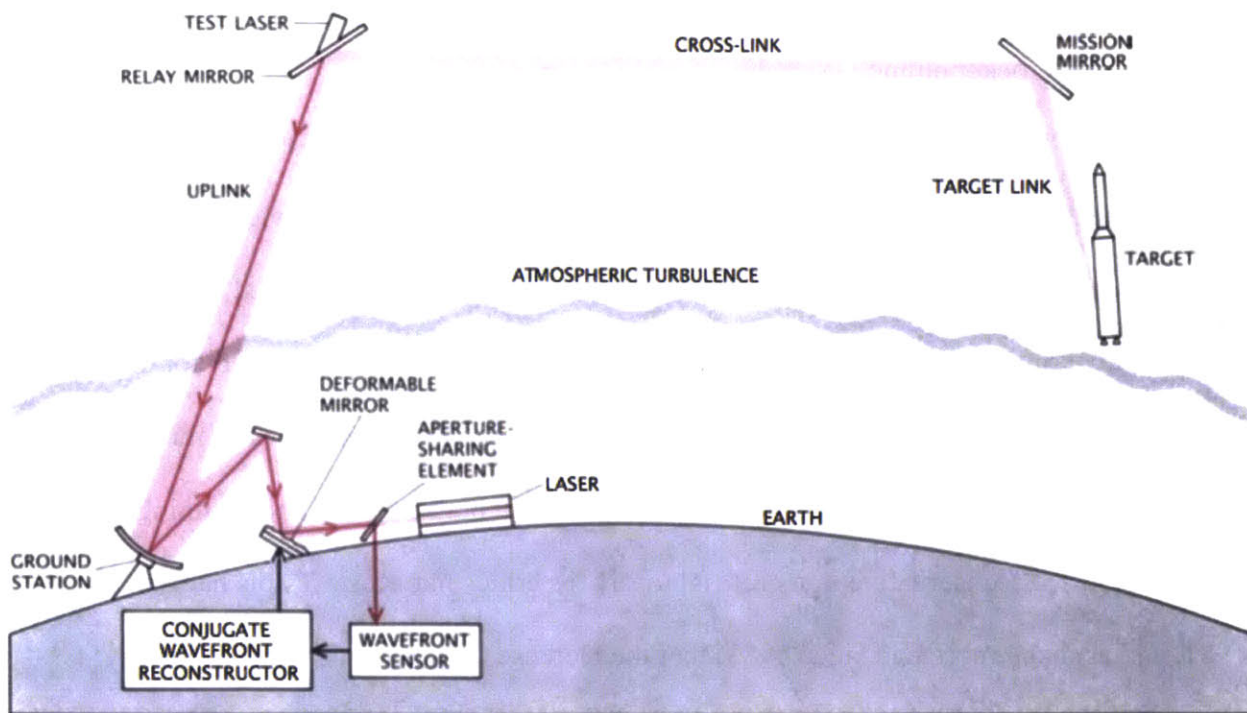 TEST LASER
RELAY MIRROR
CROSS-LINK
MISSION
MIRROR
UPLINK
TARGET LINK
TARGET
ATMOSPHERIC TURBULENCE
DEFORMABLE
MIRROR
APERTURE-
SHARING
ELEMENT
LASER
EARTH
GROUND
STATION
CONJUGATE
WAVEFRONT
RECONSTRUCTOR
WAVEFRONT
SENSOR